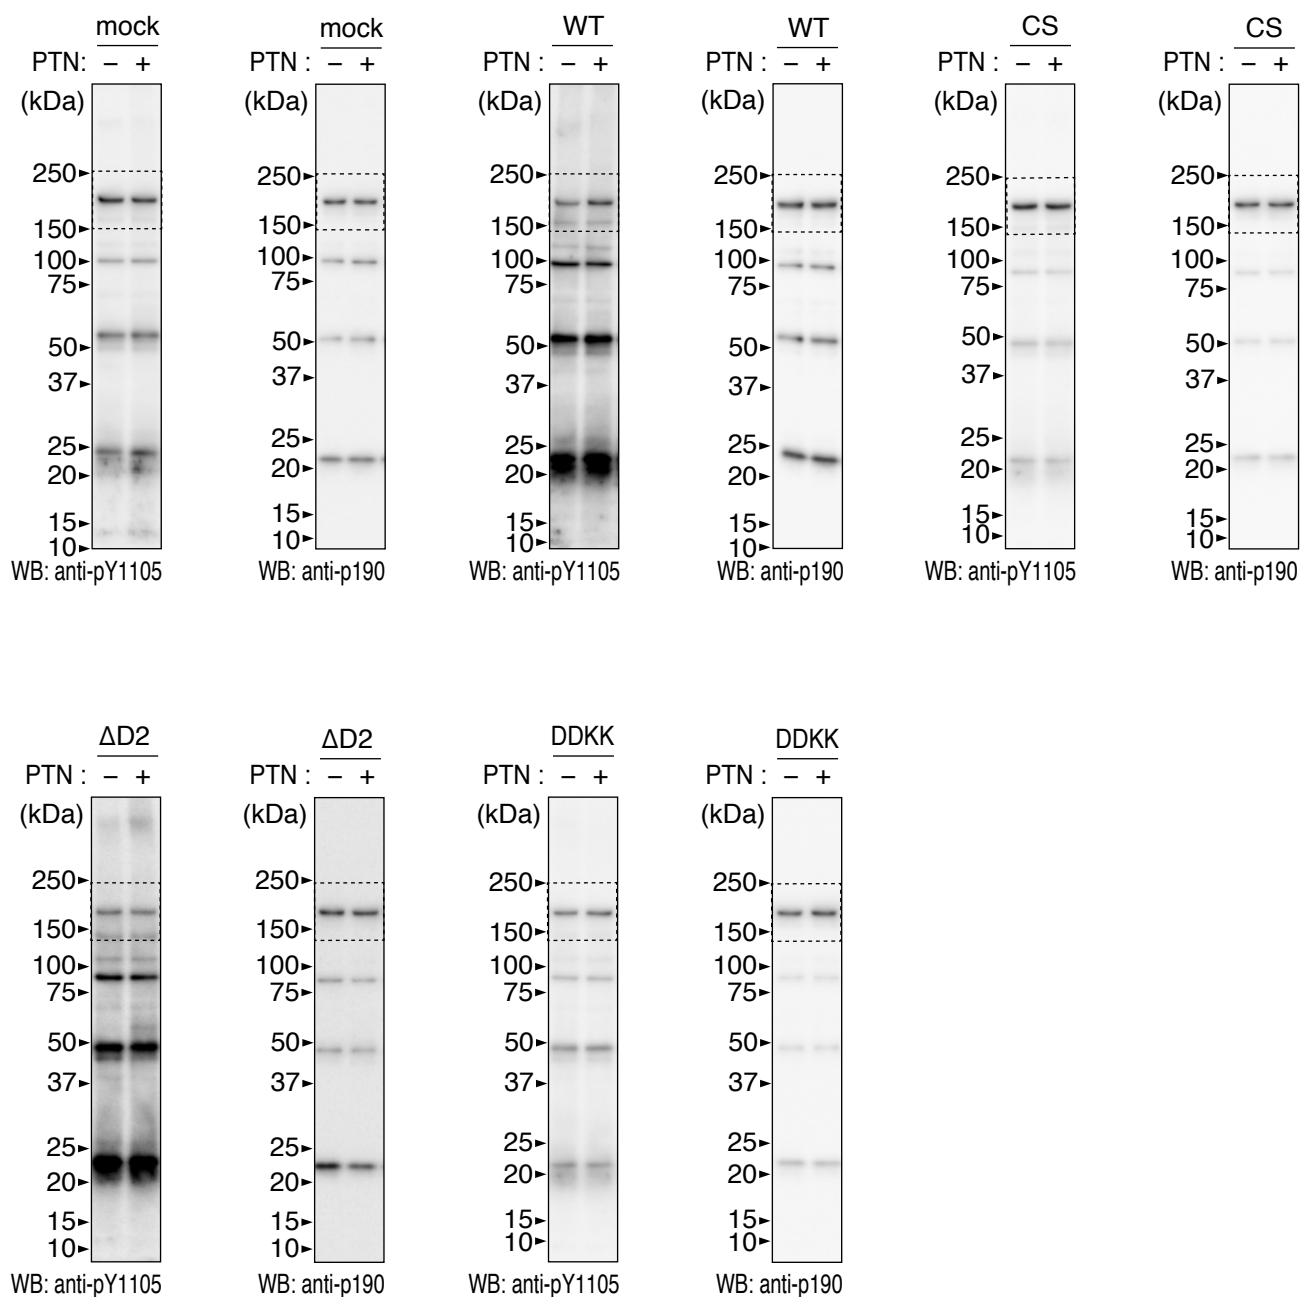 mock mock WT WT CS CS
PTN: – + PTN : – + PTN : – + PTN : – + PTN : – + PTN : – +
(kDa) (kDa) (kDa) (kDa) (kDa) (kDa)
250 250 250 250 250 250
150 150 150 150 150 150
100 100 100 100 100 100
75 75 75 75 75 75
50 50 50 50 50 50
37 37 37 37 37 37
25 25 25 25 25 25
20 20 20 20 20 20
15 15 15 15 15 15
10 10 10 10 10 10
WB: anti-pY1105 WB: anti-p190 WB: anti-pY1105 WB: anti-p190 WB: anti-pY1105 WB: anti-p190
ΔD2 ΔD2 DDKK DDKK
PTN : – + PTN : – + PTN : – + PTN : – +
(kDa) (kDa) (kDa) (kDa)
250 250 250 250
150 150 150 150
100 100 100 100
75 75 75 75
50 50 50 50
37 37 37 37
25 25 25 25
20 20 20 20
15 15 15 15
10 10 10 10
WB: anti-pY1105 WB: anti-p190 WB: anti-pY1105 WB: anti-p190